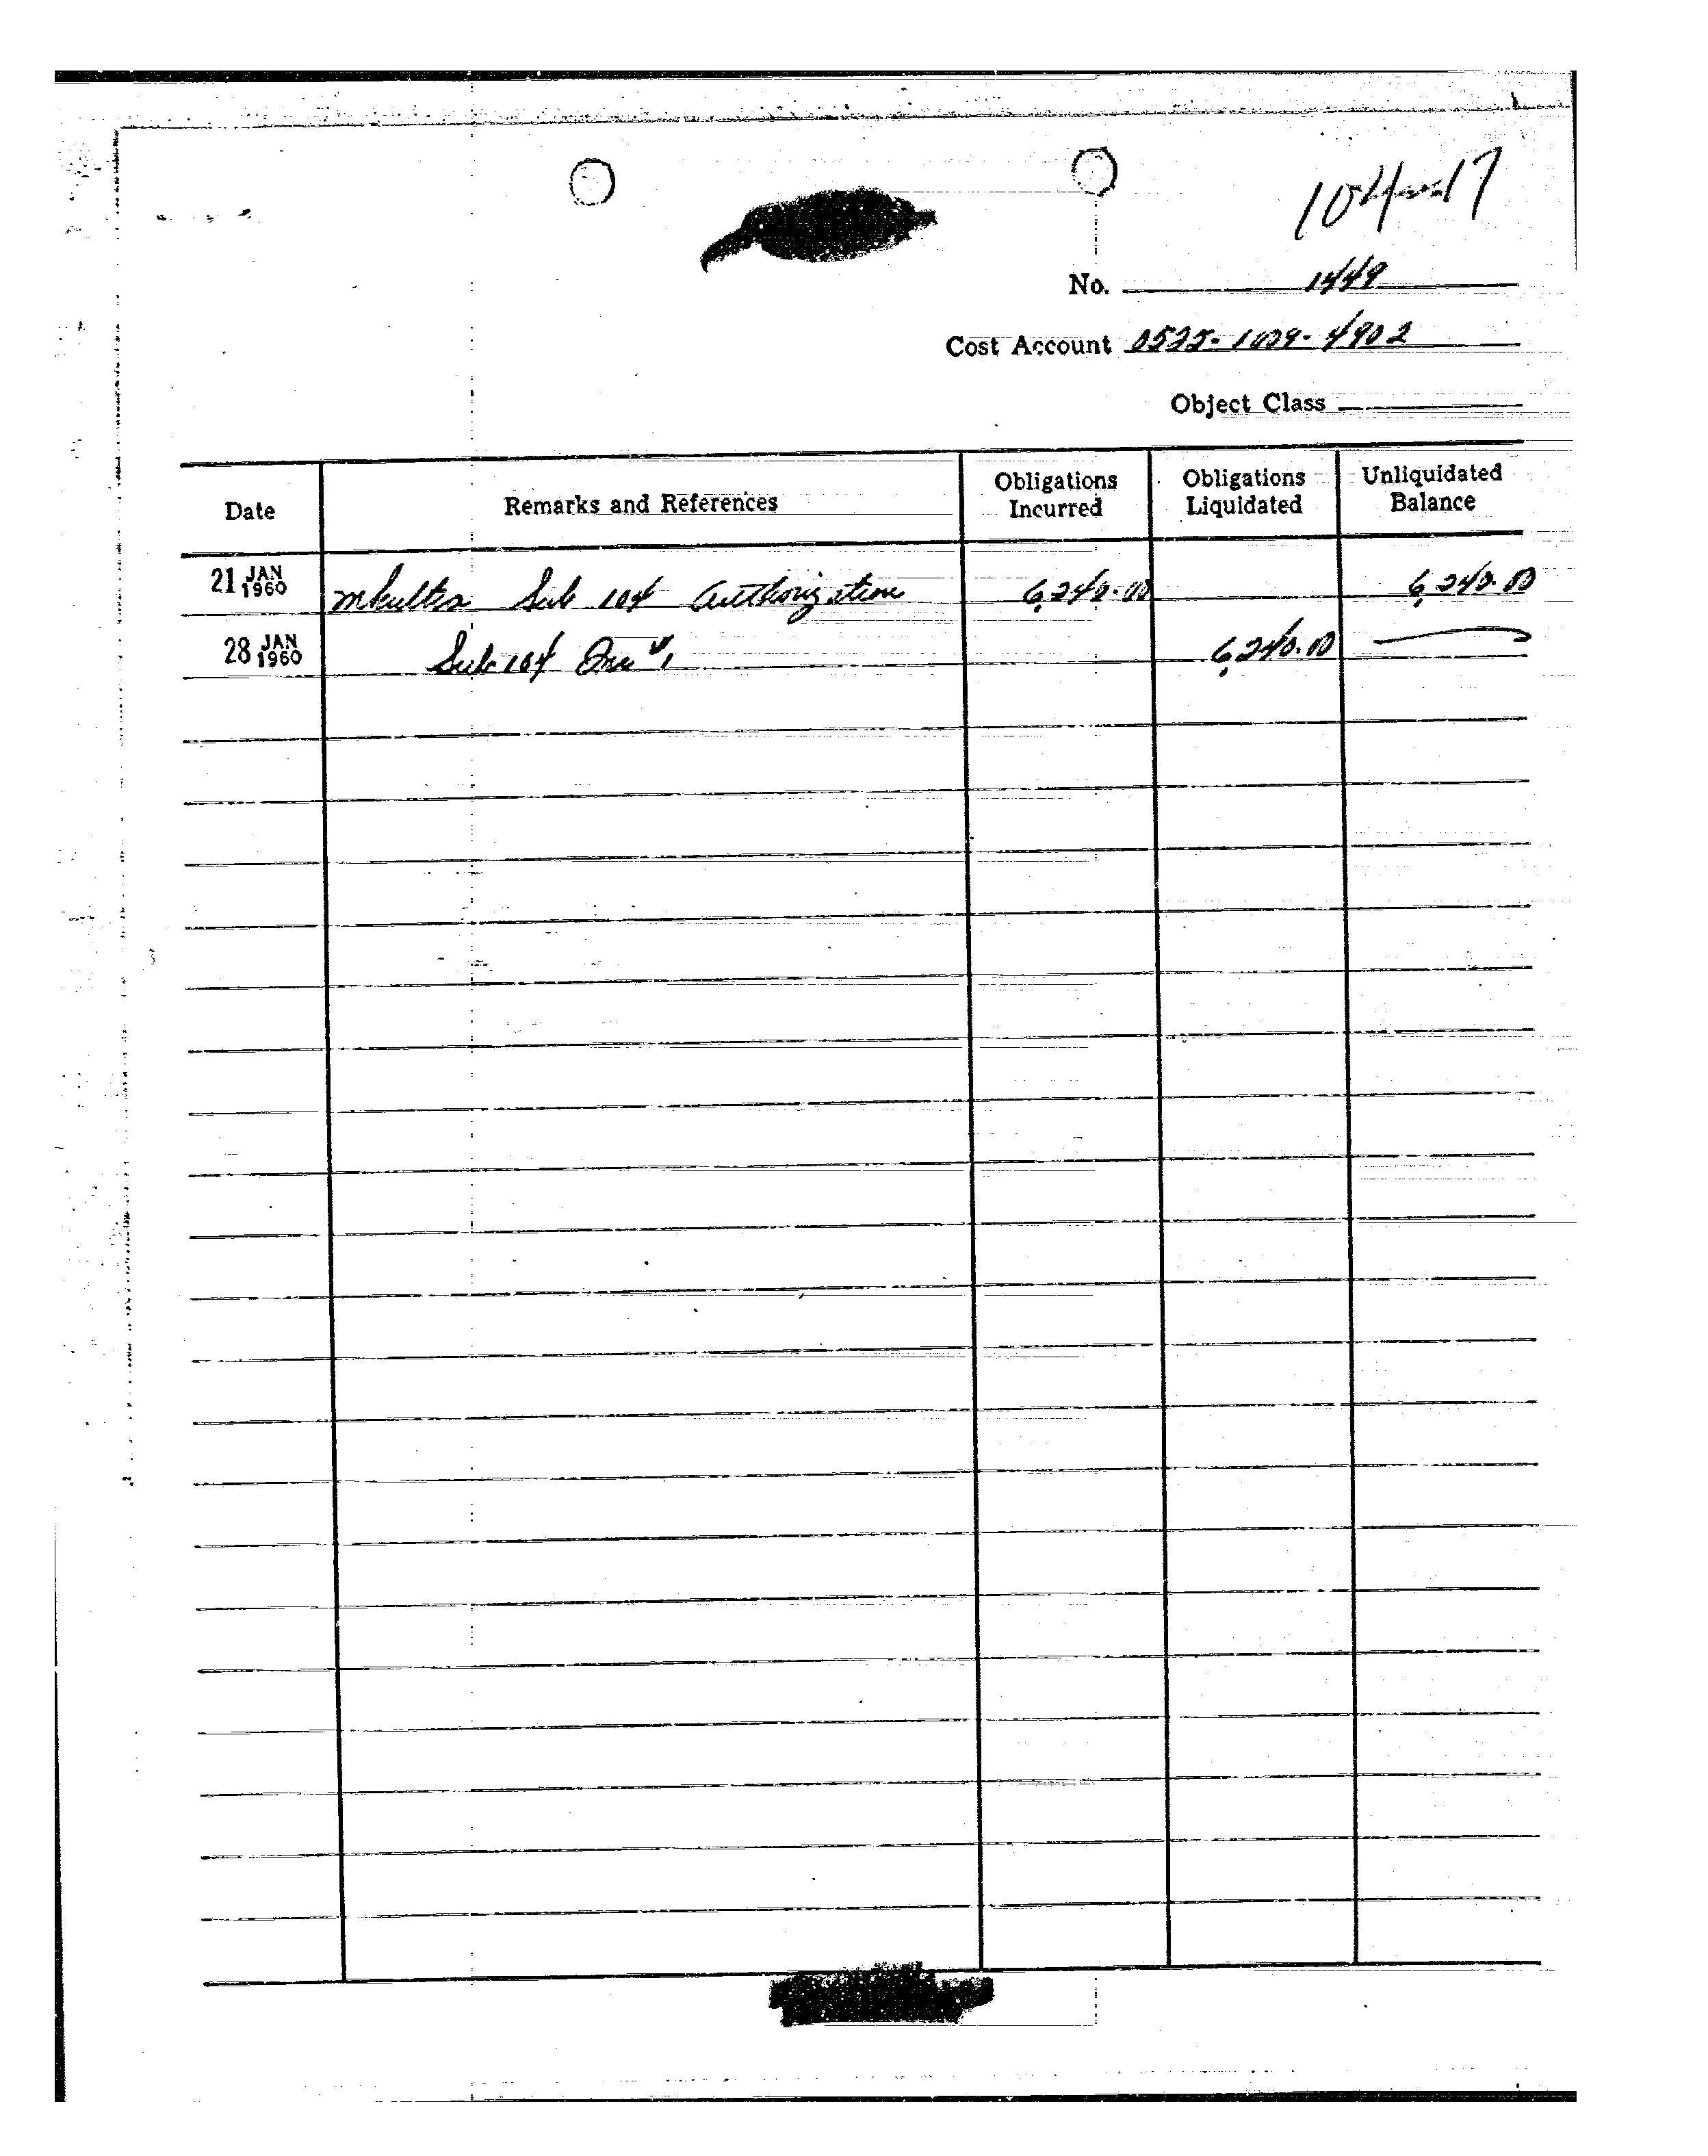 104-17
No. 1449
Cost Account 0525-1009-4902
Object Class
Date Remarks and References Obligations Incurred Obligations Liquidated Unliquidated Balance
21 JAN 1960 mkultra Sub 104 Authorization 6,240.00 6,240.00
28 JAN 1960 Sub 104 Inv #1 6,240.00